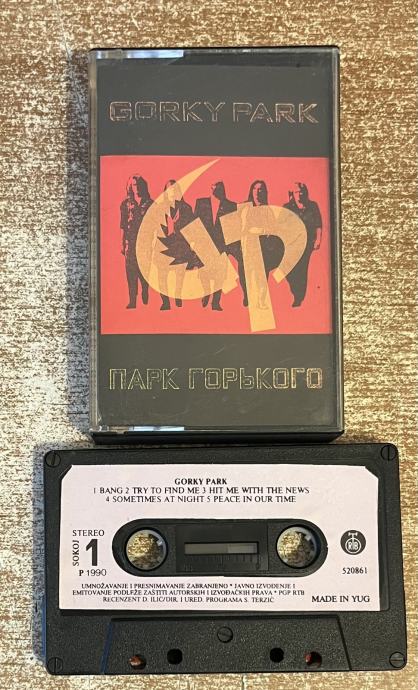 GORKY PARK
GP
ПАРК ГОРЬКОГО
GORKY PARK
1 BANG 2 TRY TO FIND ME 3 HIT ME WITH THE NEWS
4 SOMETIMES AT NIGHT 5 PEACE IN OUR TIME
STEREO
SOKOJ
1
P 1990
RTB
520861
UMNOŽAVANJE I PRESNIMAVANJE ZABRANJENO * JAVNO IZVOĐENJE I
EMITOVANJE PODLEŽE ZAŠTITI AUTORSKIH I IZVOĐAČKIH PRAVA * PGP RTB
RECENZENT D. ILIĆ/DIR. I URED. PROGRAMA S. TERZIĆ
MADE IN YUG